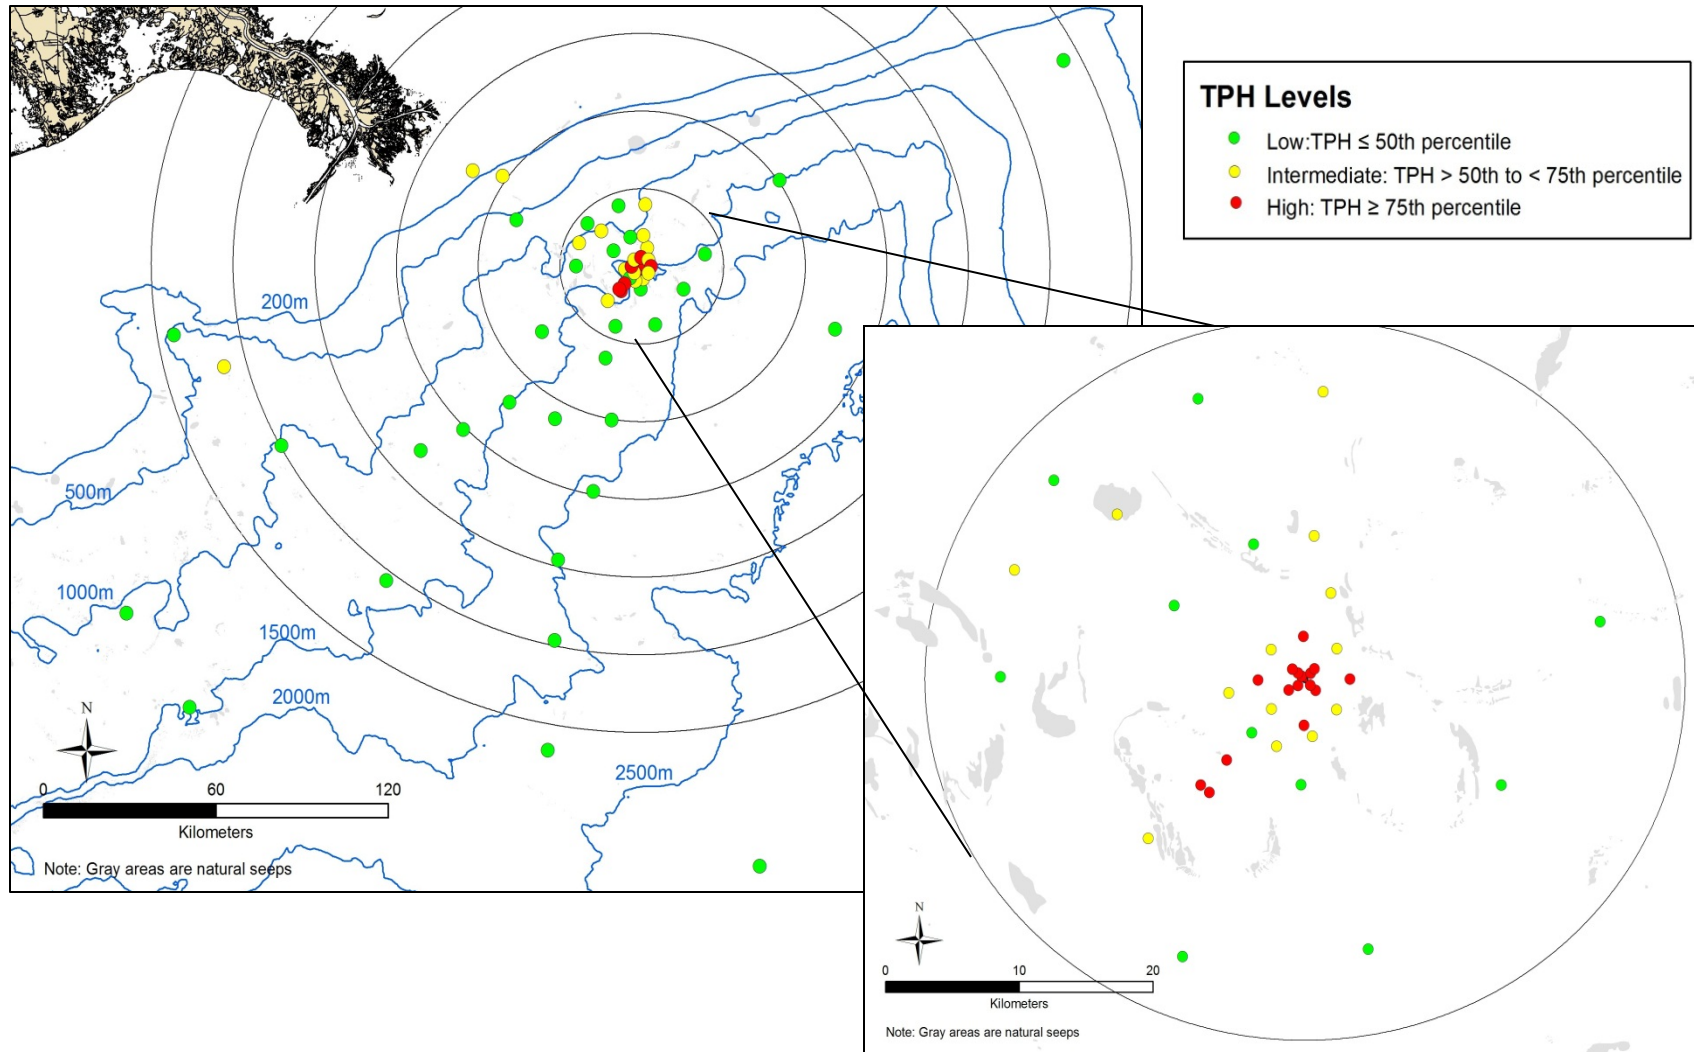 TPH Levels
Low:TPH ≤ 50th percentile
Intermediate: TPH > 50th to < 75th percentile
High: TPH ≥ 75th percentile
200m
500m
1000m
1500m
2000m
2500m
N
0 60 120
Kilometers
Note: Gray areas are natural seeps
N
0 10 20
Kilometers
Note: Gray areas are natural seeps